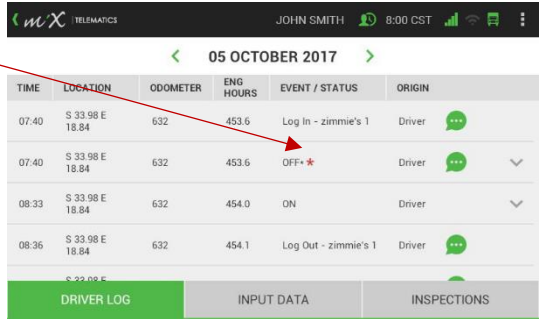 mX TELEMATICS JOHN SMITH 8:00 CST
05 OCTOBER 2017
TIME LOCATION ODOMETER ENG HOURS EVENT / STATUS ORIGIN
07:40 S 33.98 E 18.84 632 453.6 Log In - zimmie's 1 Driver
07:40 S 33.98 E 18.84 632 453.6 OFF• * Driver
08:33 S 33.98 E 18.84 632 454.0 ON Driver
08:36 S 33.98 E 18.84 632 454.1 Log Out - zimmie's 1 Driver
DRIVER LOG INPUT DATA INSPECTIONS